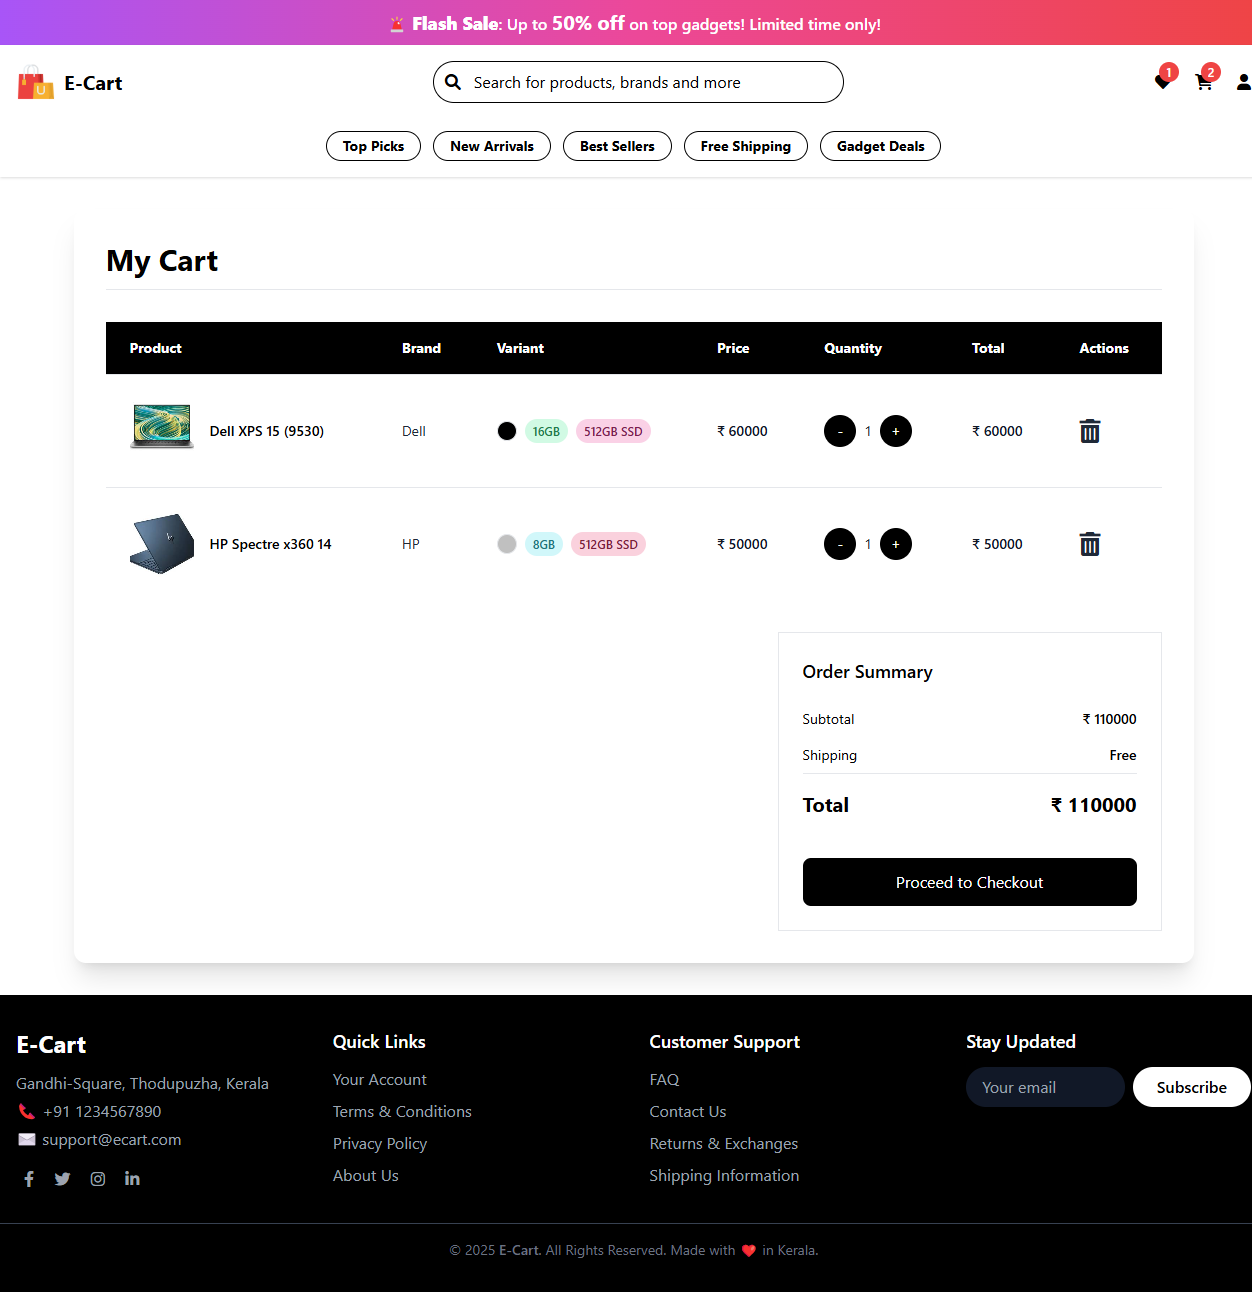 🚨 Flash Sale: Up to 50% off on top gadgets! Limited time only!
E-Cart
Search for products, brands and more
1
2
Top Picks
New Arrivals
Best Sellers
Free Shipping
Gadget Deals
My Cart
Product Brand Variant Price Quantity Total Actions
Dell XPS 15 (9530) Dell 16GB 512GB SSD ₹ 60000 - 1 + ₹ 60000
HP Spectre x360 14 HP 8GB 512GB SSD ₹ 50000 - 1 + ₹ 50000
Order Summary
Subtotal ₹ 110000
Shipping Free
Total ₹ 110000
Proceed to Checkout
E-Cart
Gandhi-Square, Thodupuzha, Kerala
📞 +91 1234567890
✉️ support@ecart.com
Quick Links
Your Account
Terms & Conditions
Privacy Policy
About Us
Customer Support
FAQ
Contact Us
Returns & Exchanges
Shipping Information
Stay Updated
Your email
Subscribe
© 2025 E-Cart. All Rights Reserved. Made with ❤️ in Kerala.